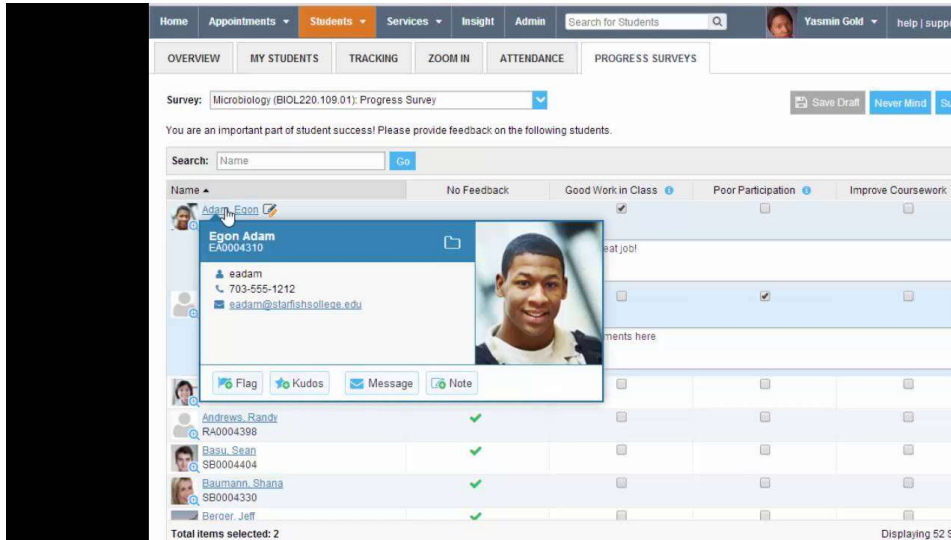 Home Appointments Students Services Insight Admin Search for Students Yasmin Gold help |
OVERVIEW MY STUDENTS TRACKING ZOOM IN ATTENDANCE PROGRESS SURVEYS
Survey: Microbiology (BIOL220.109.01): Progress Survey Save Draft Never Mind
You are an important part of student success! Please provide feedback on the following students.
Search: Name Go
Name No Feedback Good Work in Class Poor Participation Improve Coursework
Adam, Egon
Egon Adam
EA0004310
eat job!
eadam
703-555-1212
eadam@starfishcollege.edu
ments here
Flag Kudos Message Note
Andrews, Randy
RA0004398
Basu, Sean
SB0004404
Baumann, Shana
SB0004330
Berger, Jeff
Total items selected: 2 Displaying 52